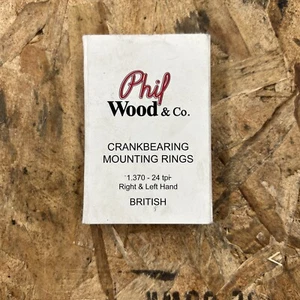 Phil
Wood & Co.
CRANKBEARING
MOUNTING RINGS
1.370 - 24 tpi
Right & Left Hand
BRITISH